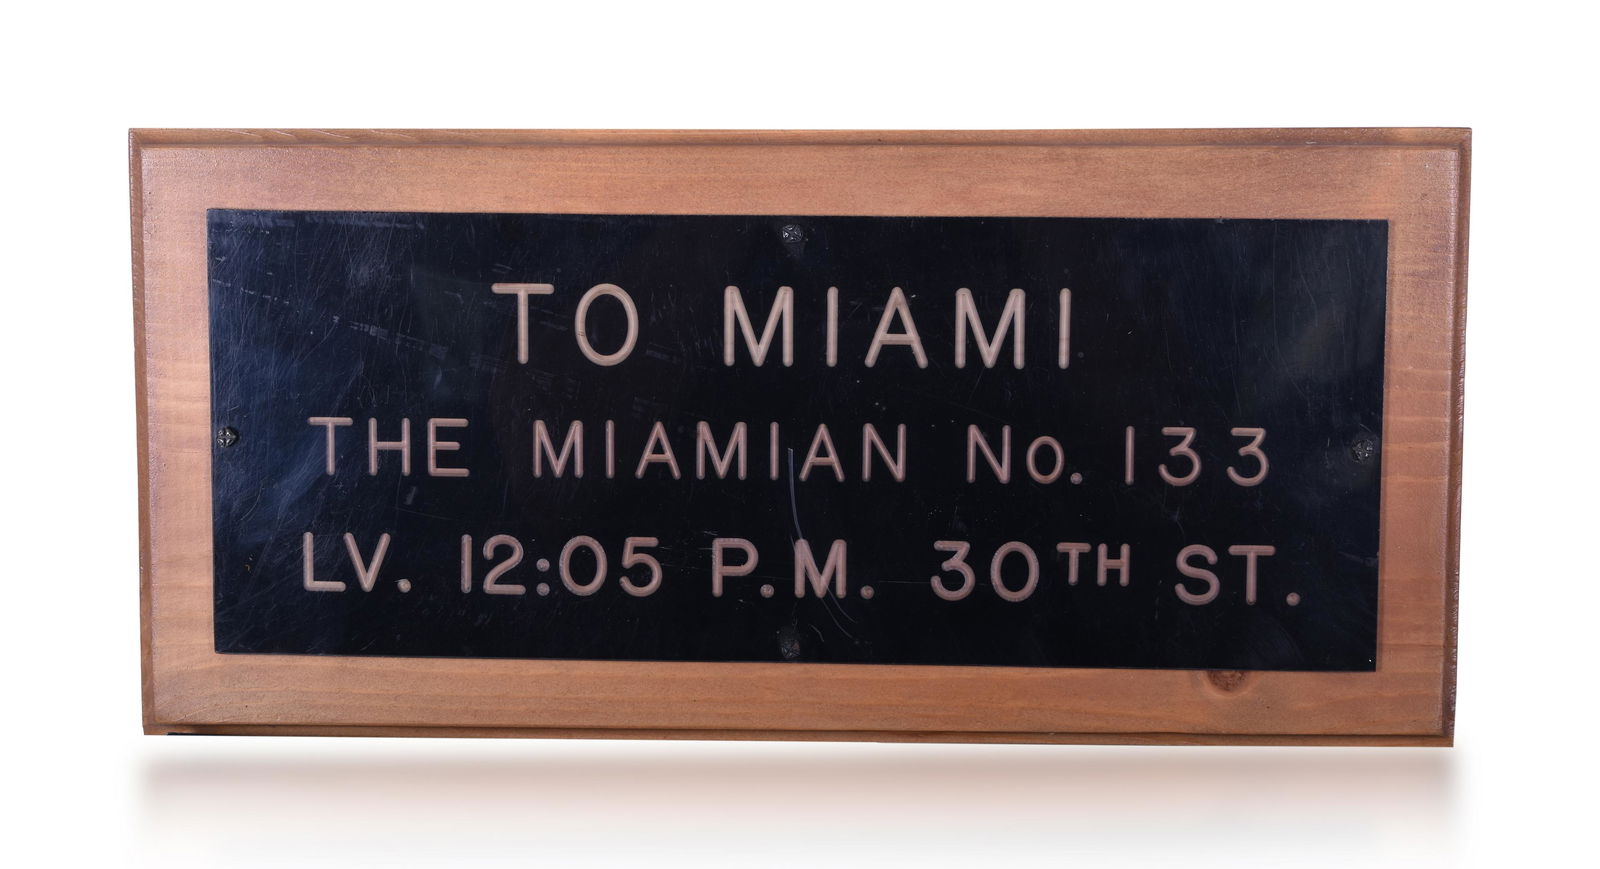 TO MIAMI
THE MIAMIAN No. 133
LV. 12:05 P.M. 30TH ST.